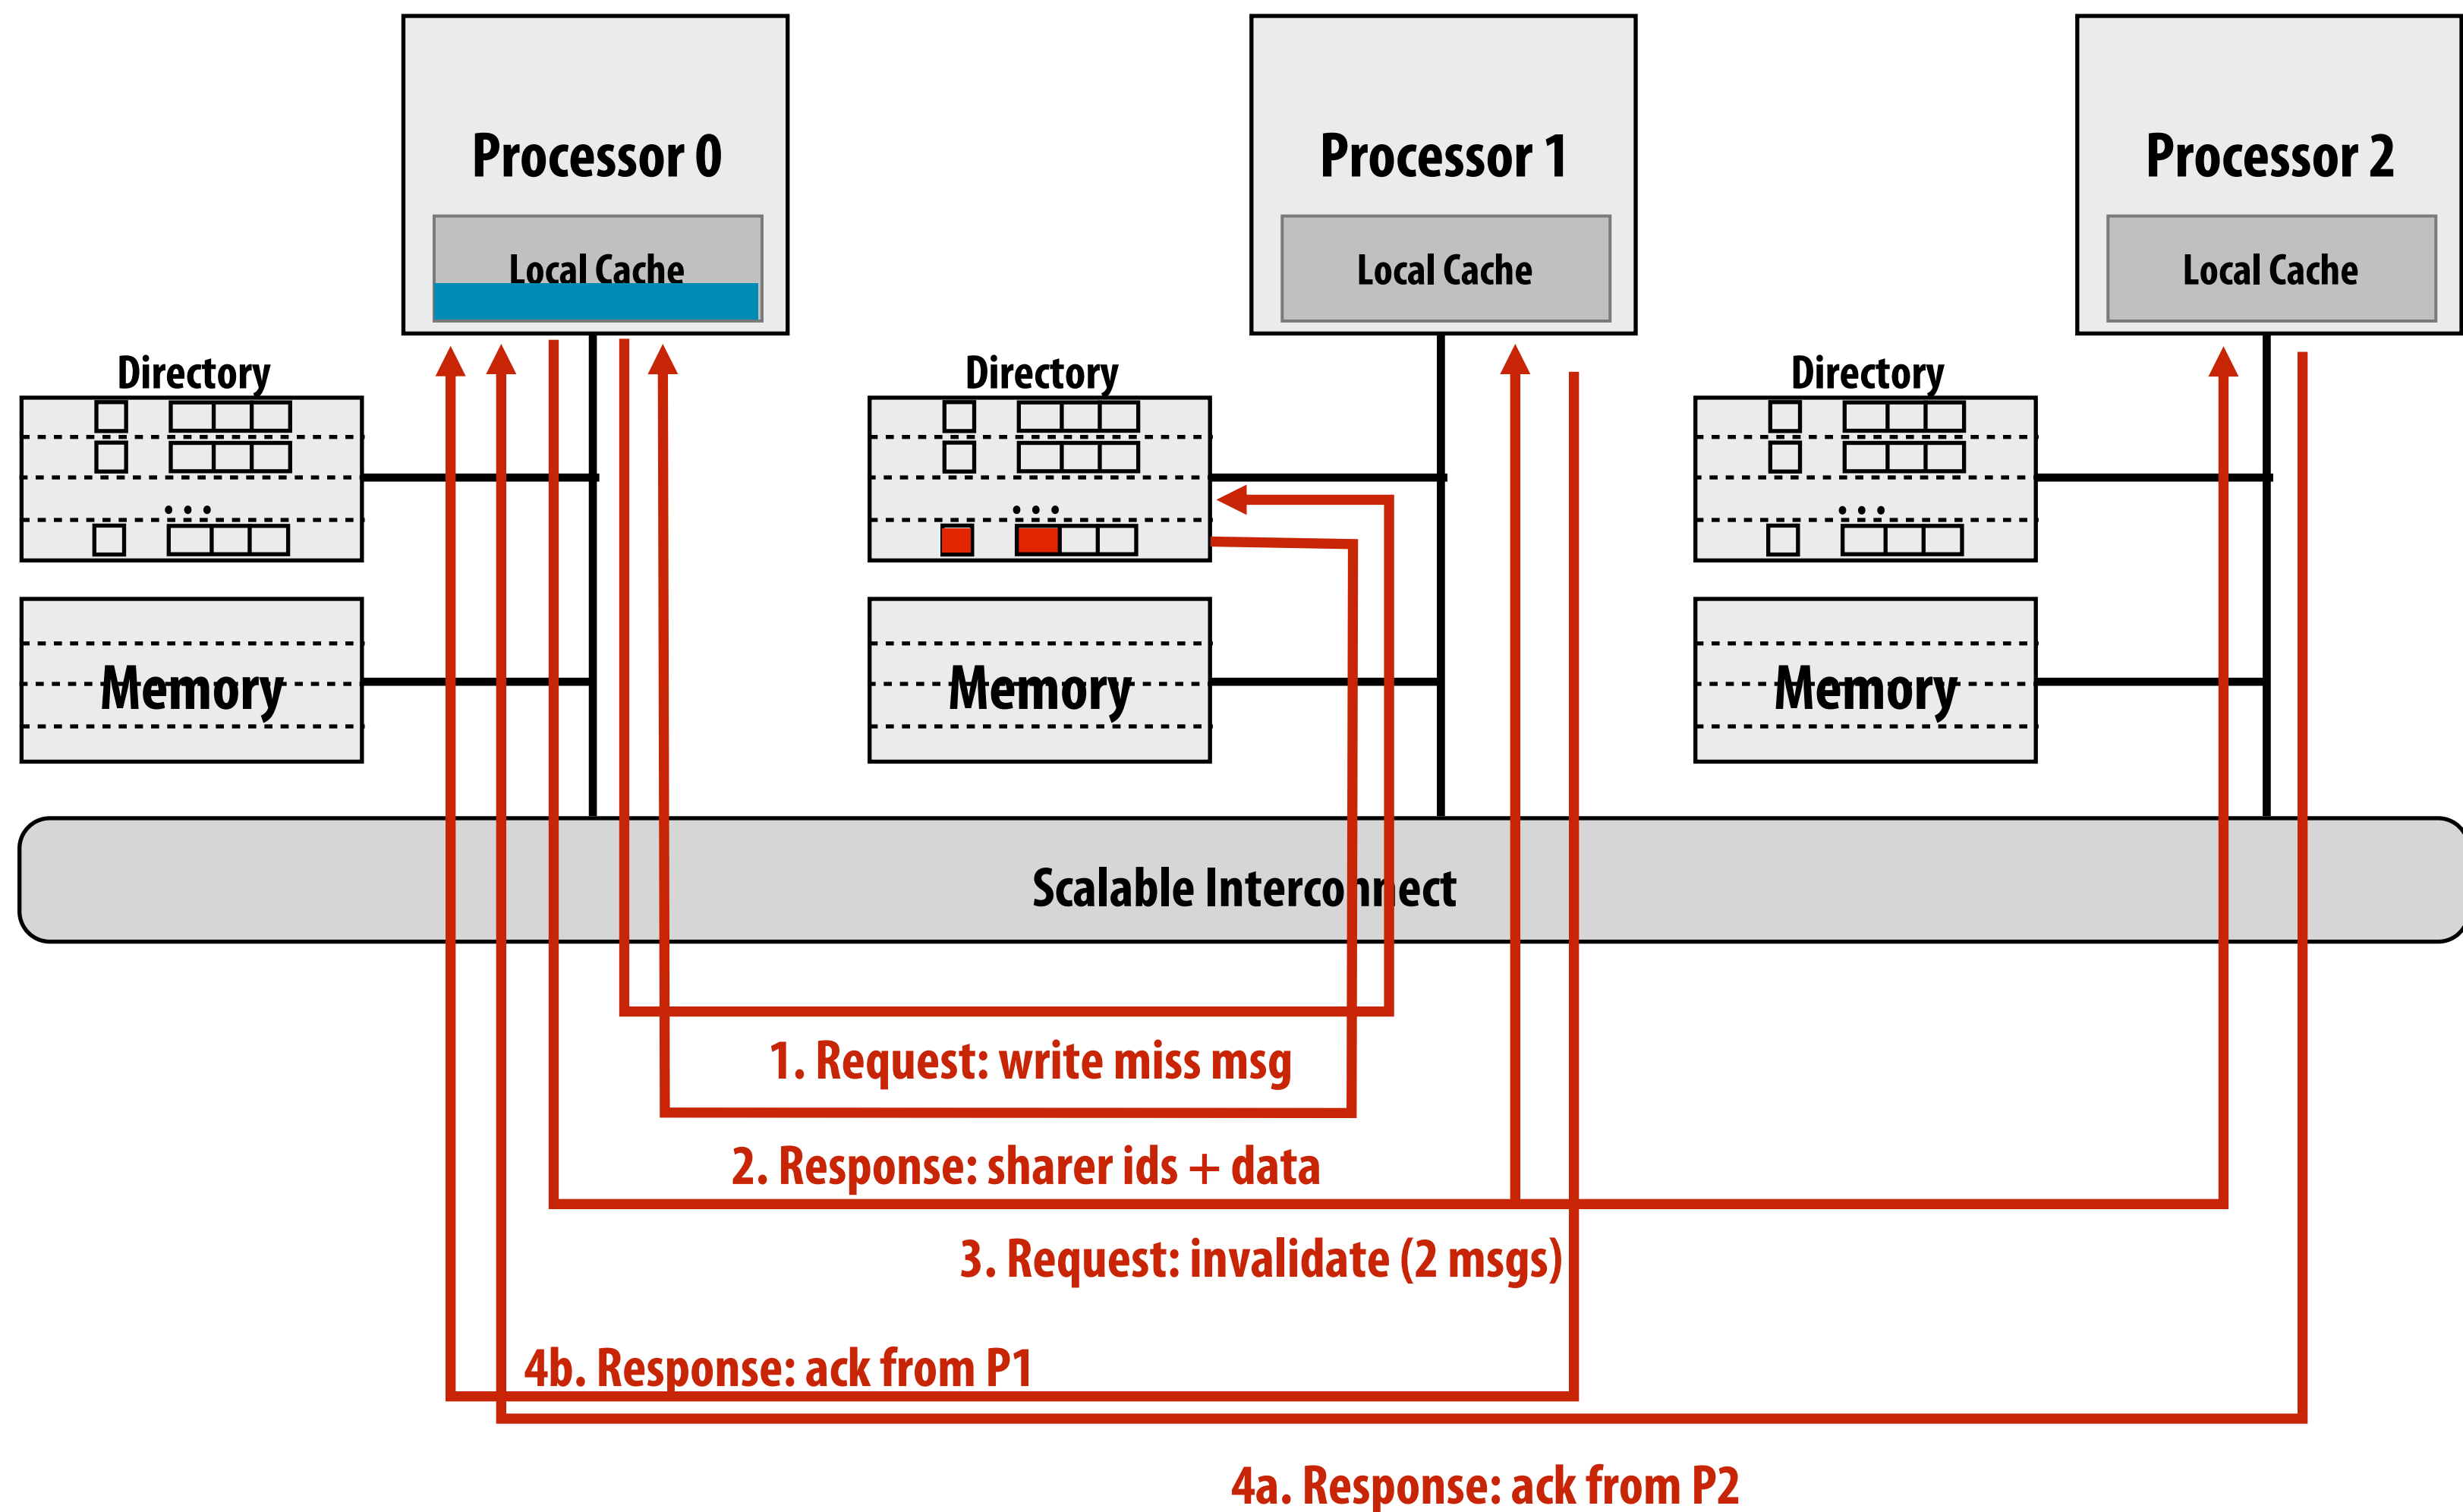 Processor 0
Processor 1
Processor 2
Local Cache
Local Cache
Local Cache
Directory
Directory
Directory
...
...
...
Memory
Memory
Memory
Scalable Interconnect
1. Request: write miss msg
2. Response: sharer ids + data
3. Request: invalidate (2 msgs)
4b. Response: ack from P1
4a. Response: ack from P2